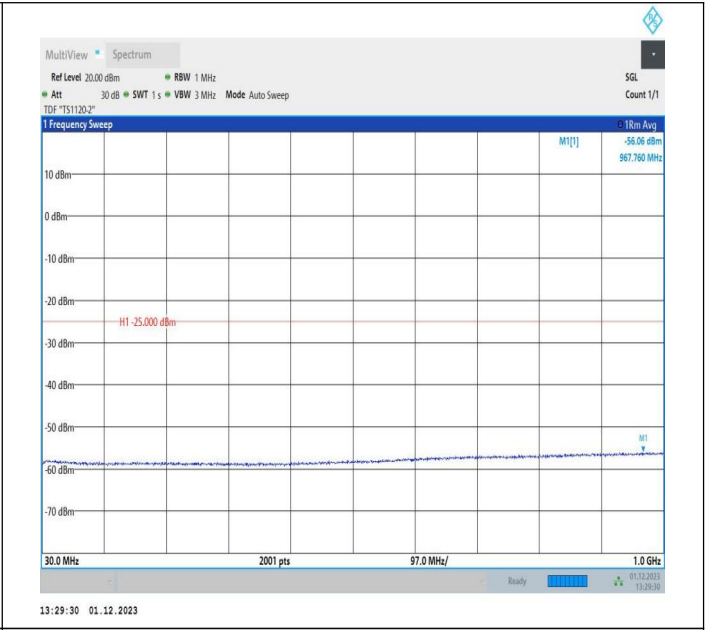 MultiView Spectrum
Ref Level 20.00 dBm RBW 1 MHz SGL
Att 30 dB SWT 1 s VBW 3 MHz Mode Auto Sweep Count 1/1
TDF "TS1120-2"
1 Frequency Sweep 1Rm Avg
M1[1] -56.06 dBm
967.760 MHz
10 dBm
0 dBm
-10 dBm
-20 dBm
H1 -25.000 dBm
-30 dBm
-40 dBm
-50 dBm
M1
-60 dBm
-70 dBm
30.0 MHz 2001 pts 97.0 MHz/ 1.0 GHz
Ready 01.12.2023
13:29:30
13:29:30 01.12.2023